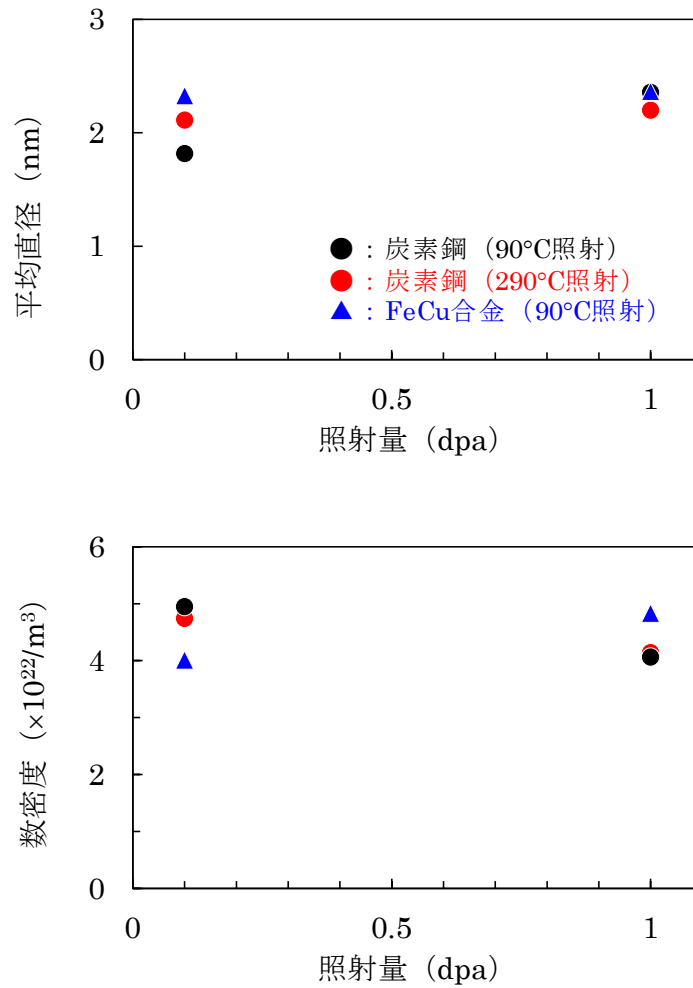 3
2
1
0
平均直径（nm）
●：炭素鋼（90°C照射）
●：炭素鋼（290°C照射）
▲：FeCu合金（90°C照射）
0 0.5 1
照射量（dpa）
6
4
2
0
数密度（×10²²/m³）
0 0.5 1
照射量（dpa）